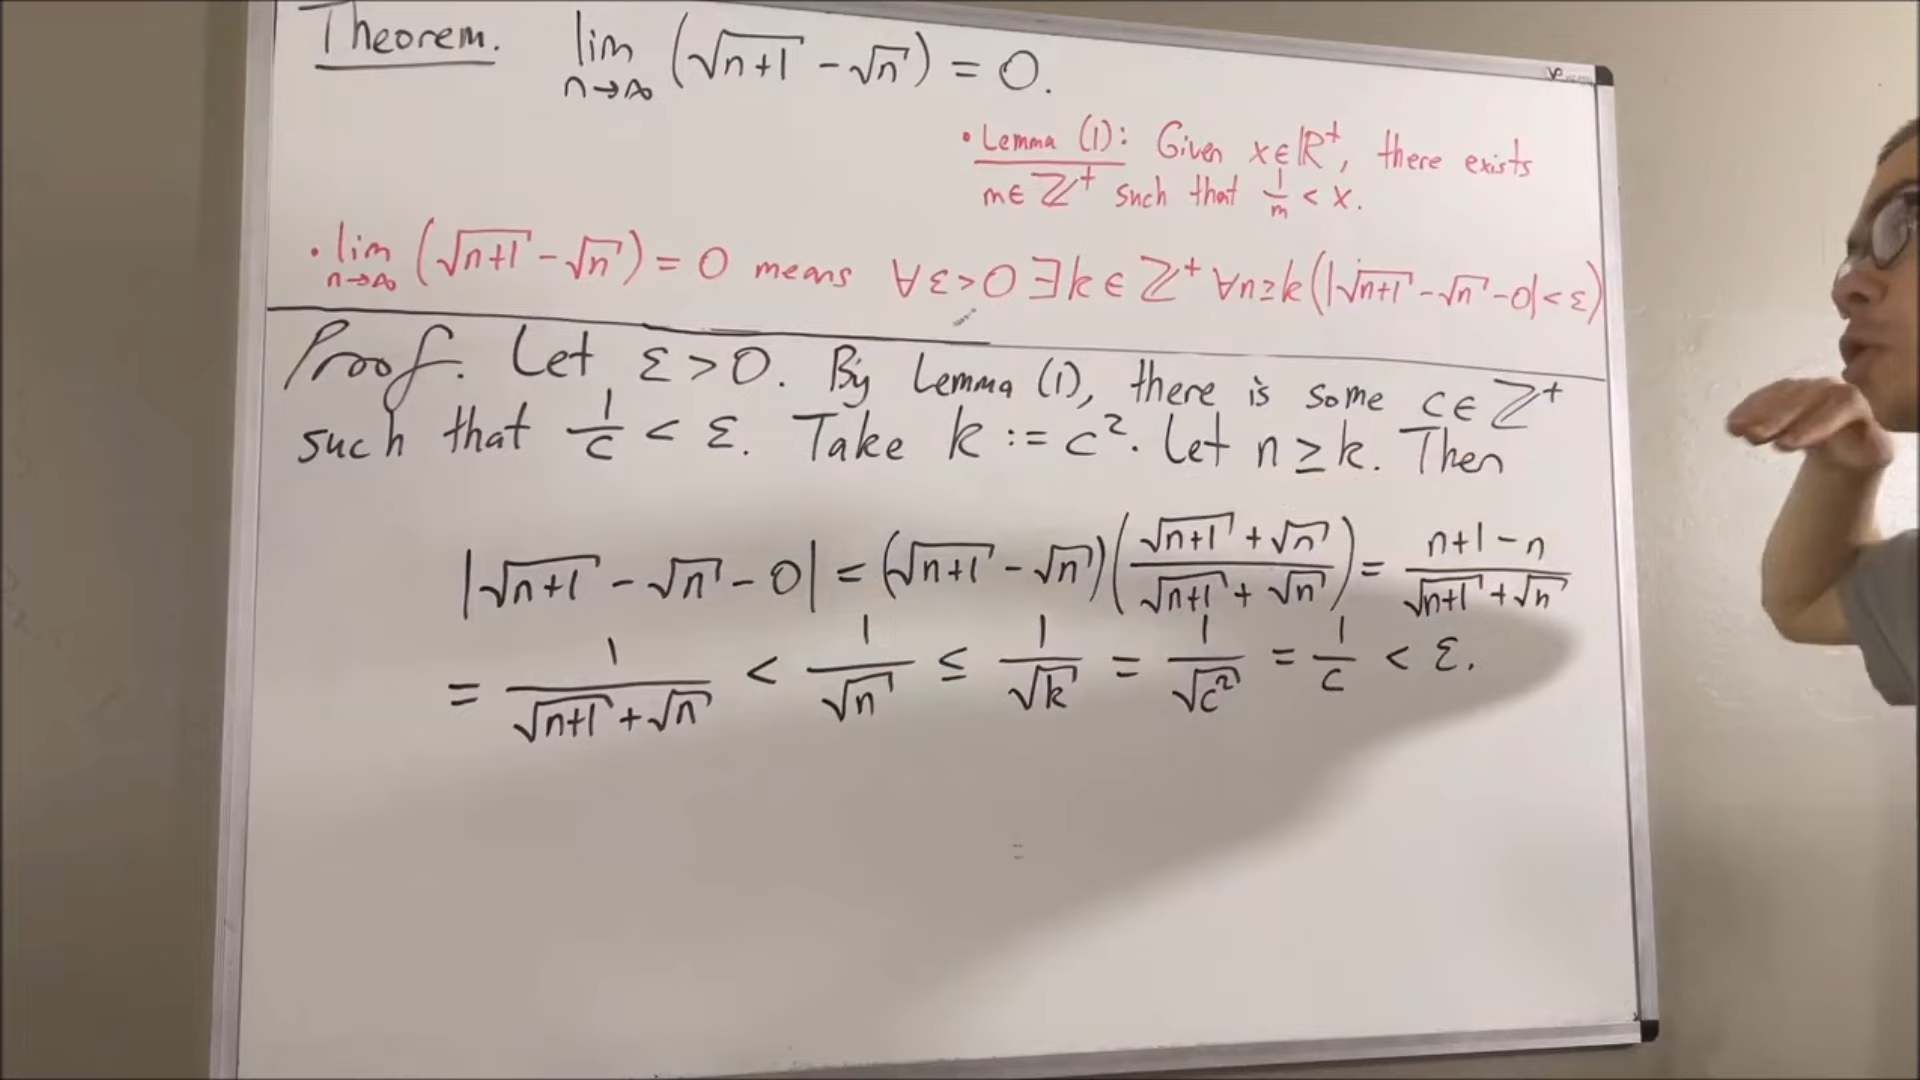 Theorem. lim n→∞ (√n+1 - √n) = 0.
• Lemma (1): Given x∈ℝ⁺, there exists
m∈ℤ⁺ such that 1/m < x.
• lim n→∞ (√n+1 - √n) = 0 means ∀ε>0 ∃k∈ℤ⁺ ∀n≥k (|√n+1 - √n - 0| < ε)
Proof. Let ε>0. By Lemma (1), there is some c∈ℤ⁺
such that 1/c < ε. Take k := c². Let n ≥ k. Then
|√n+1 - √n - 0| = (√n+1 - √n)((√n+1 + √n)/(√n+1 + √n)) = (n+1-n)/(√n+1 + √n)
= 1/(√n+1 + √n) < 1/√n ≤ 1/√k = 1/√c² = 1/c < ε.